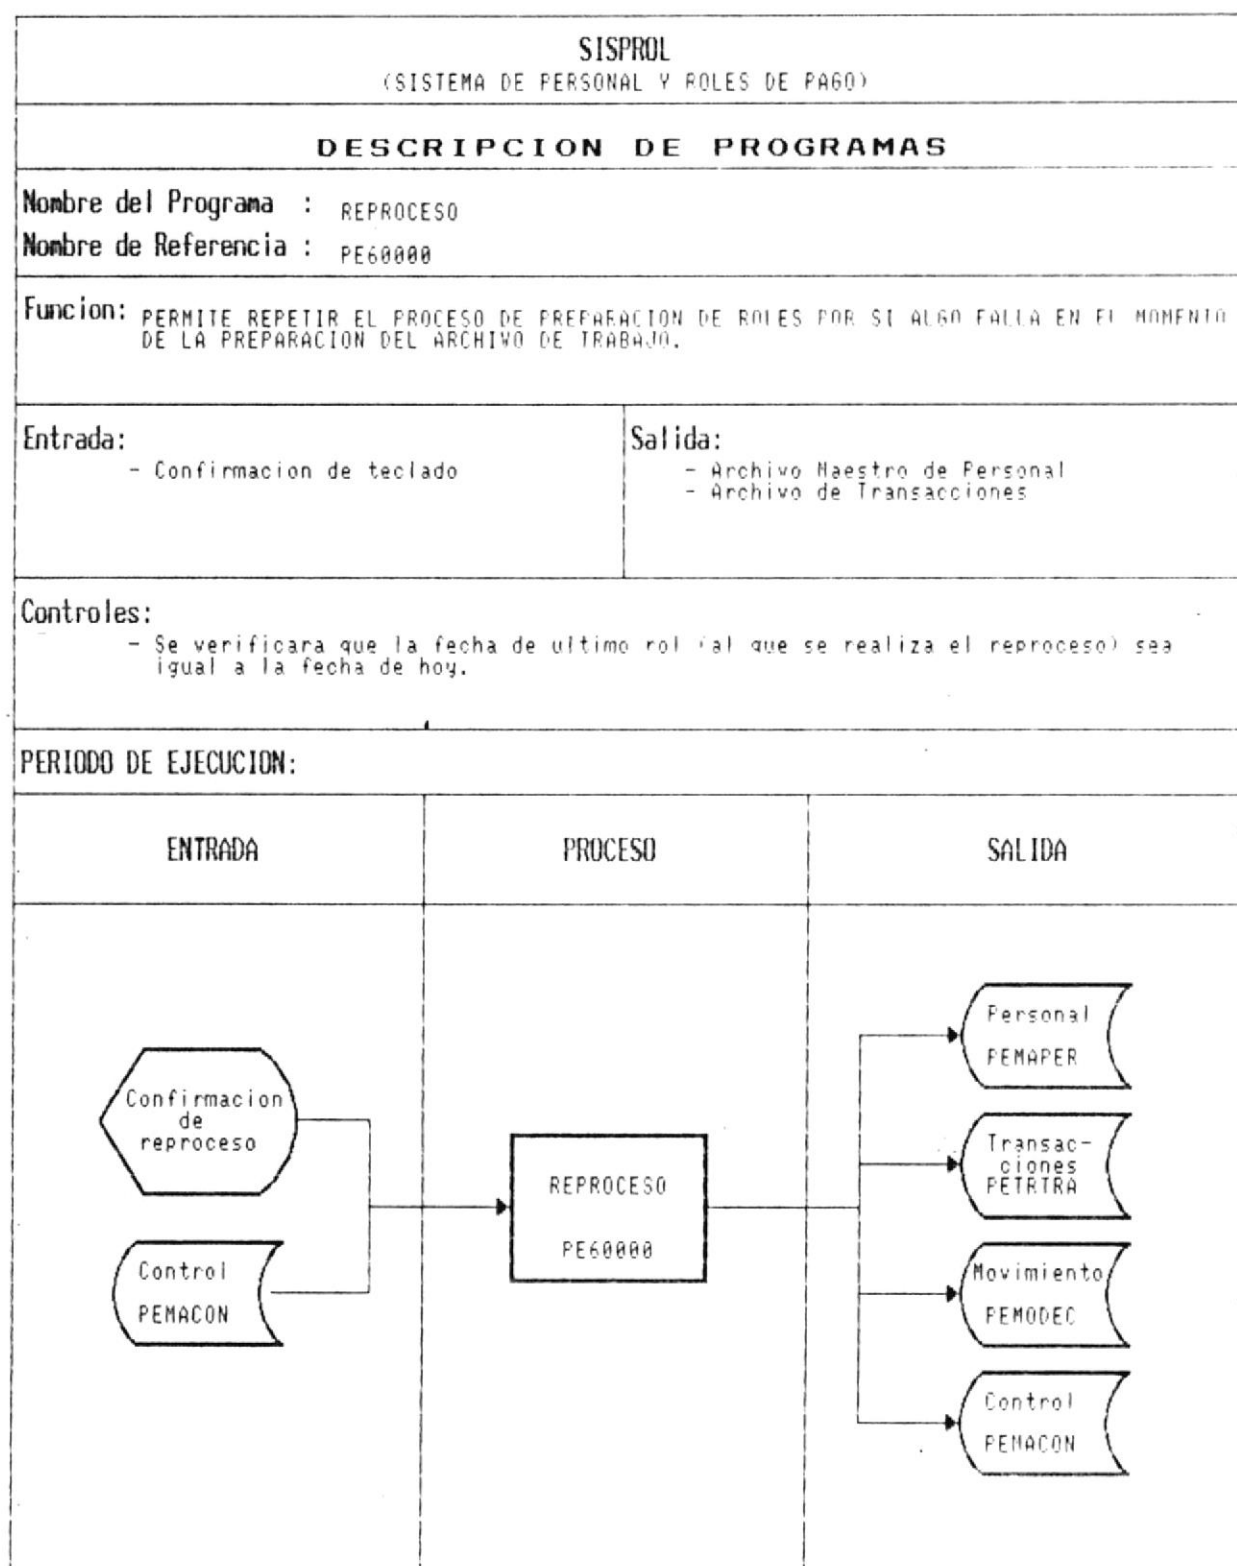 SISPROL
(SISTEMA DE PERSONAL Y ROLES DE PAGO)
DESCRIPCION DE PROGRAMAS
Nombre del Programa : REPROCESO
Nombre de Referencia : PE60000
Funcion: PERMITE REPETIR EL PROCESO DE PREPARACION DE ROLES POR SI ALGO FALLA EN EL MOMENTO
DE LA PREPARACION DEL ARCHIVO DE TRABAJO.
Entrada:
- Confirmacion de teclado
Salida:
- Archivo Maestro de Personal
- Archivo de Transacciones
Controles:
- Se verificara que la fecha de ultimo rol (al que se realiza el reproceso) sea
igual a la fecha de hoy.
PERIODO DE EJECUCION:
ENTRADA
PROCESO
SALIDA
Confirmacion
de
reproceso
Control
PEMACON
REPROCESO
PE60000
Personal
PEMAPER
Transac-
ciones
PETRTRA
Movimiento
PEMODEC
Control
PEMACON